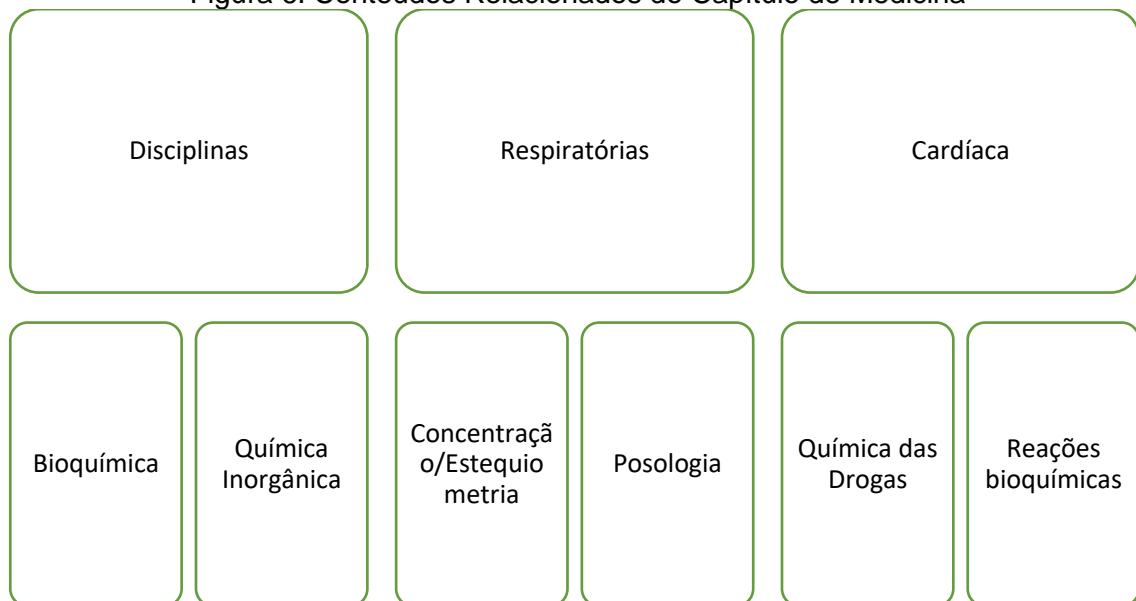 Figura 6. Conteúdos Relacionados do Capítulo de Medicina
Disciplinas
Respiratórias
Cardíaca
Bioquímica
Química
Inorgânica
Concentraçã
o/Estequio
metria
Posologia
Química das
Drogas
Reações
bioquímicas